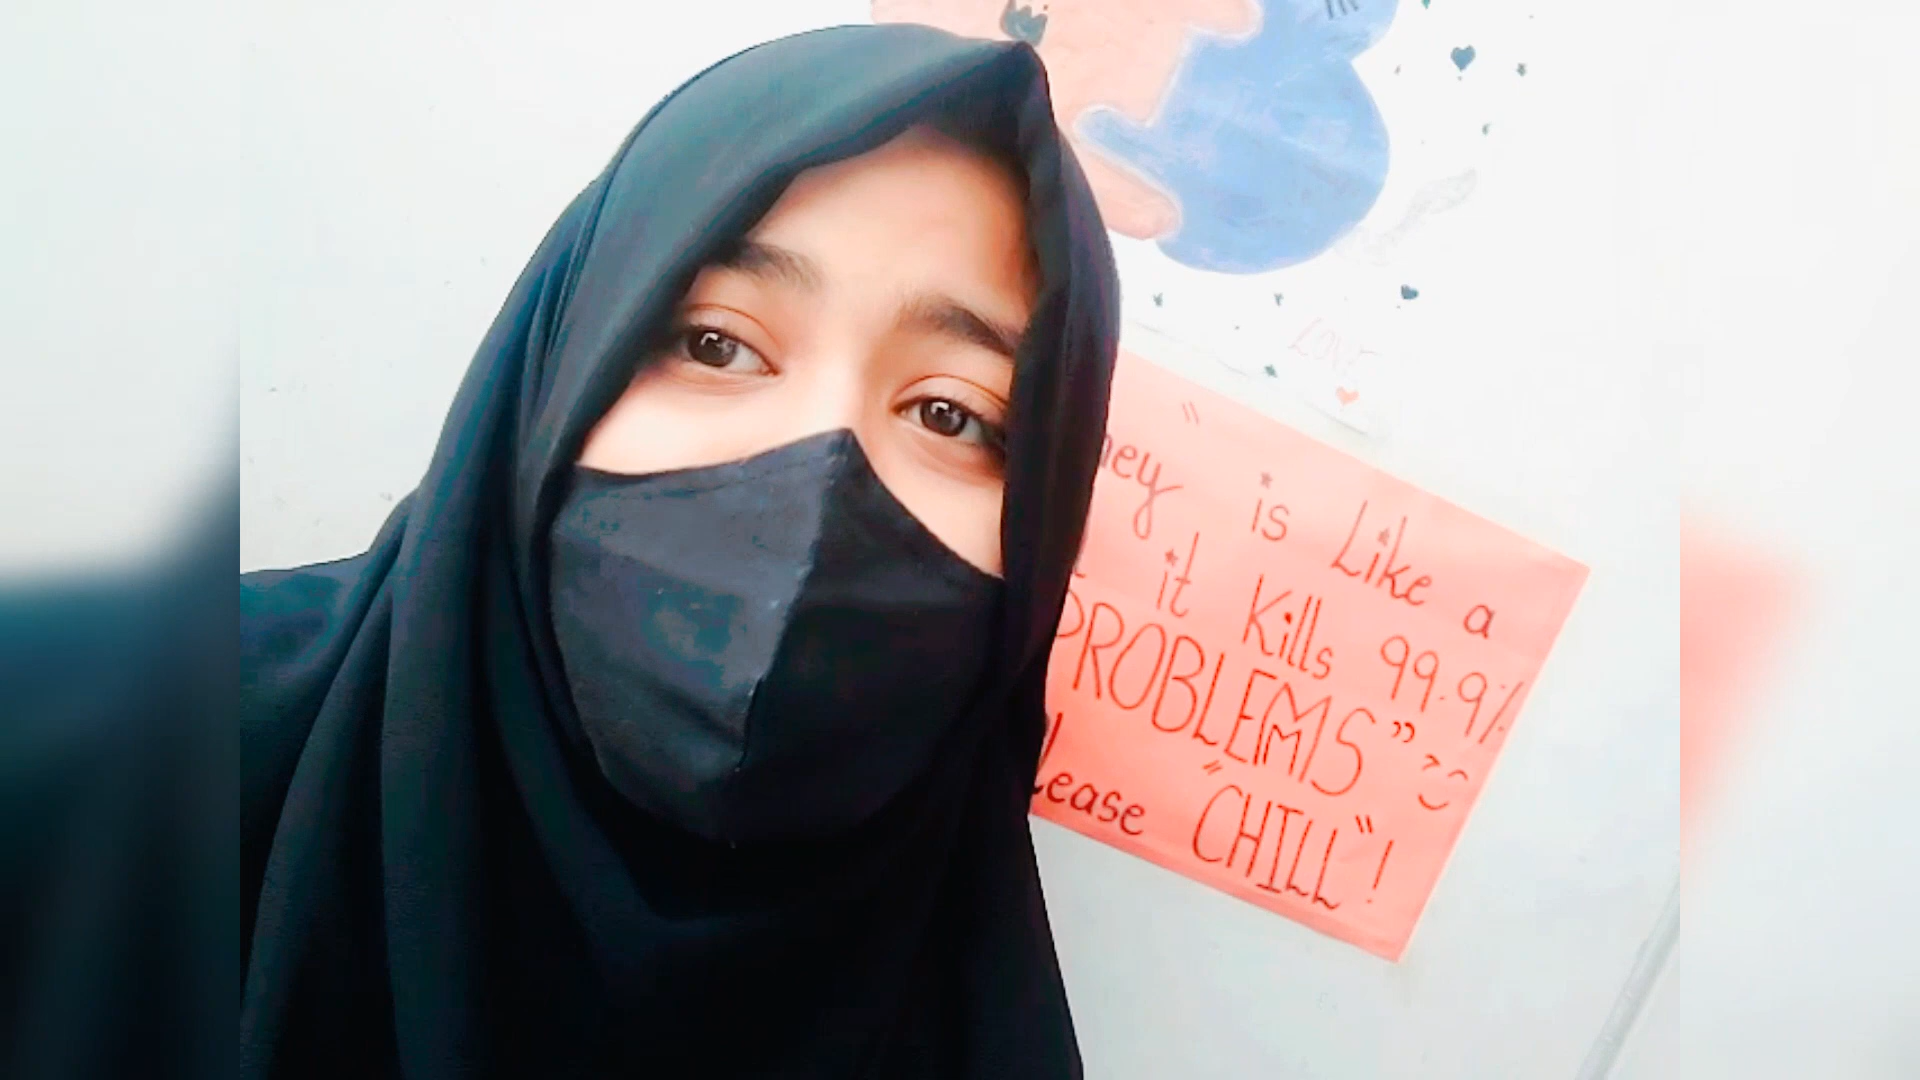 LOVE
"
ney is Like a
it Kills 99.9%
PROBLEMS"
lease "CHILL"!